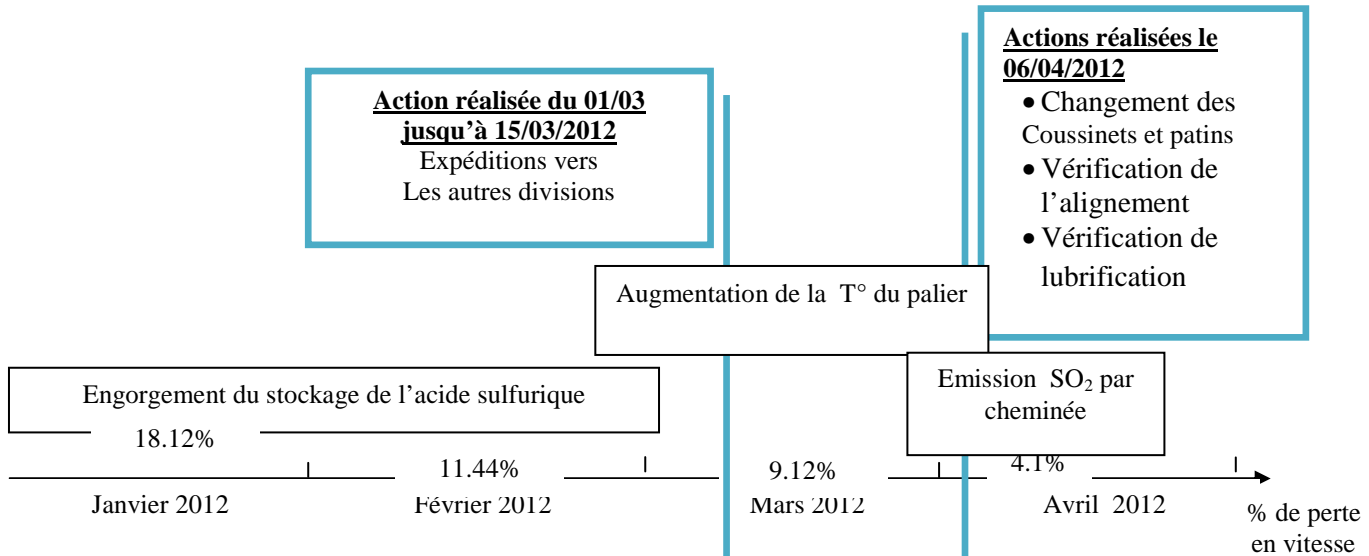 Actions réalisées le
06/04/2012
• Changement des
Coussinets et patins
• Vérification de
l’alignement
• Vérification de
lubrification
Action réalisée du 01/03
jusqu’à 15/03/2012
Expéditions vers
Les autres divisions
Augmentation de la T° du palier
Emission SO₂ par
cheminée
Engorgement du stockage de l’acide sulfurique
18.12%
11.44%
9.12%
4.1%
Janvier 2012
Février 2012
Mars 2012
Avril 2012
% de perte
en vitesse